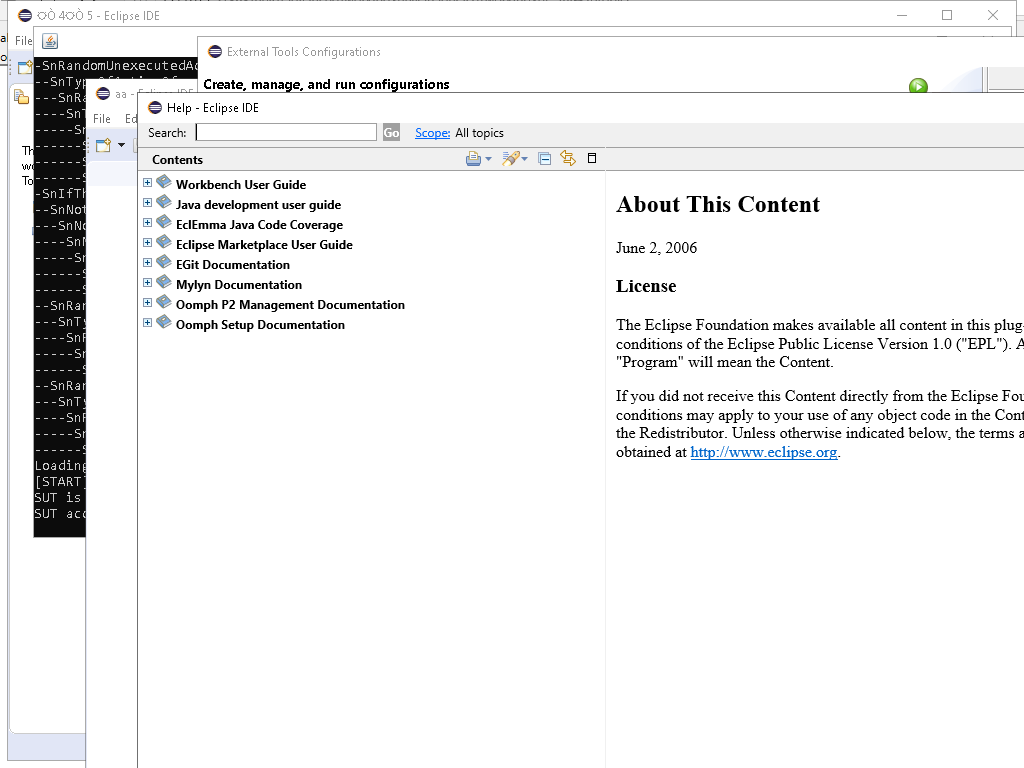 ѺÒ 4ѺÒ 5 - Eclipse IDE
File
External Tools Configurations
Create, manage, and run configurations
-SnRandomUnexecutedAc
--SnTyp
---SnRa
----SnT
-----Sn
-SnIfTh
--SnNot
---SnNo
----SnN
-----Sn
--SnRan
---SnTy
----SnF
-----Sn
--SnRan
---SnTy
----SnF
-----Sn
Loading
[START]
SUT is
SUT acc
aa - Eclipse IDE
File Ed
Help - Eclipse IDE
Search: Go Scope: All topics
Contents
Workbench User Guide
Java development user guide
EclEmma Java Code Coverage
Eclipse Marketplace User Guide
EGit Documentation
Mylyn Documentation
Oomph P2 Management Documentation
Oomph Setup Documentation
About This Content
June 2, 2006
License
The Eclipse Foundation makes available all content in this plug-
conditions of the Eclipse Public License Version 1.0 ("EPL"). A
"Program" will mean the Content.
If you did not receive this Content directly from the Eclipse Fou
conditions may apply to your use of any object code in the Cont
the Redistributor. Unless otherwise indicated below, the terms a
obtained at http://www.eclipse.org.